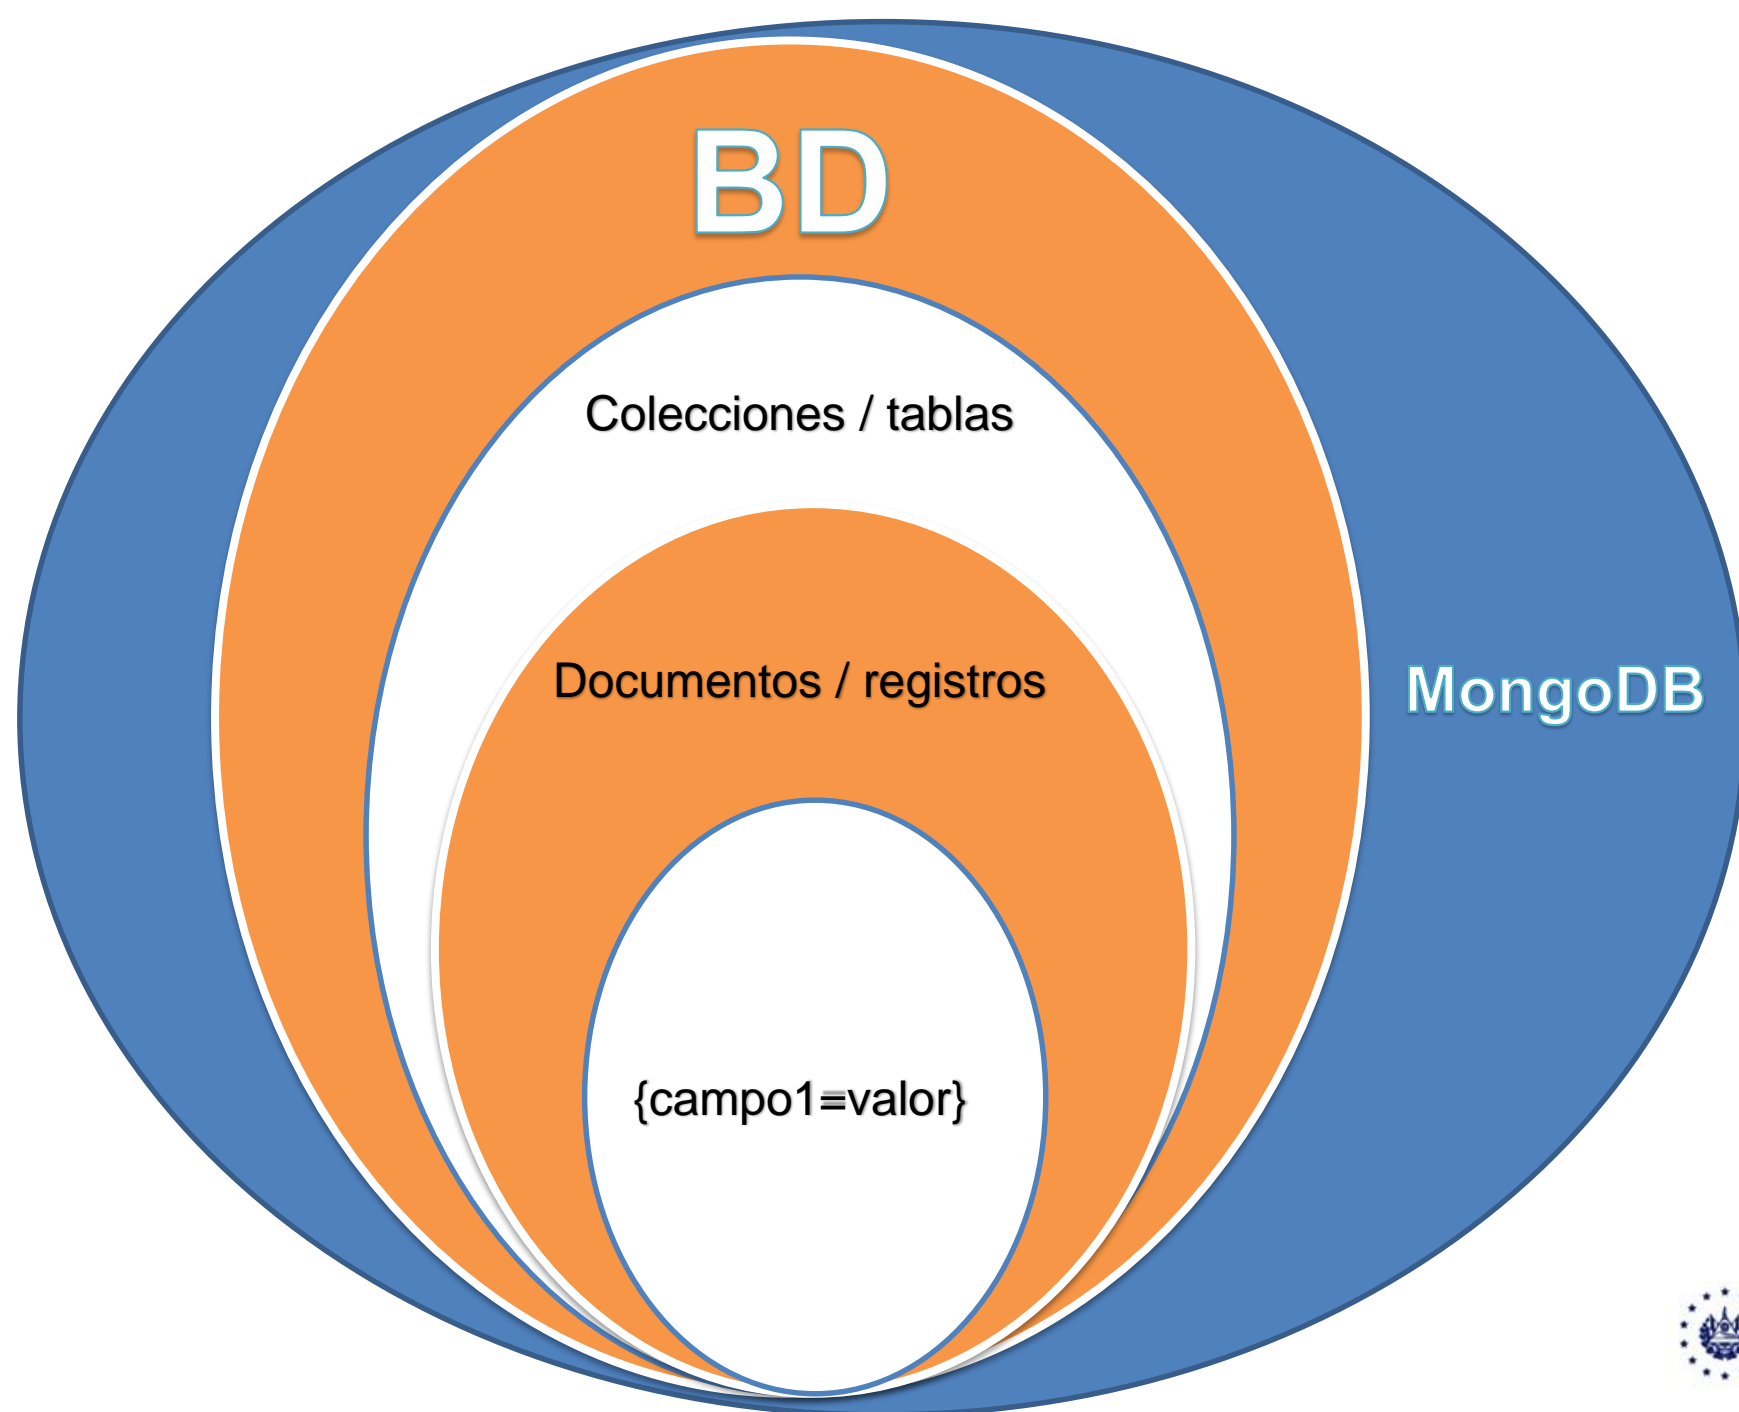 BD
Colecciones / tablas
Documentos / registros
MongoDB
{campo1=valor}